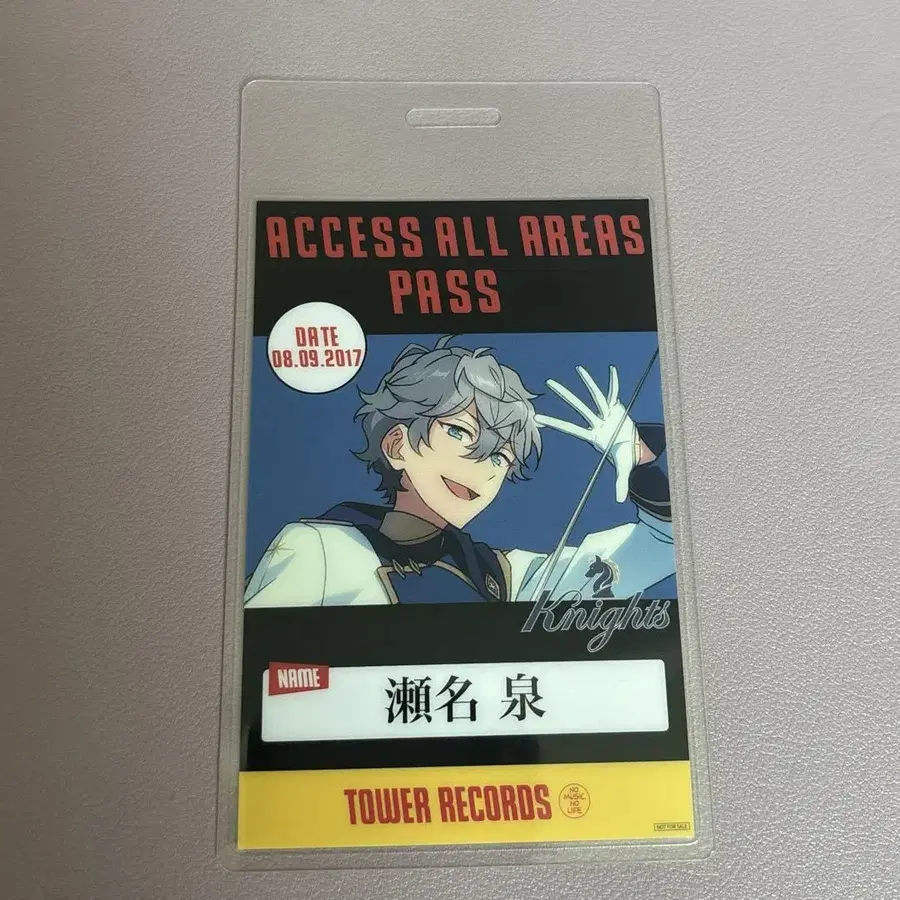 ACCESS ALL AREAS
PASS
DATE
08.09.2017
Knights
NAME
瀬名 泉
TOWER RECORDS
NO
MUSIC,
NO
LIFE
NOT FOR SALE